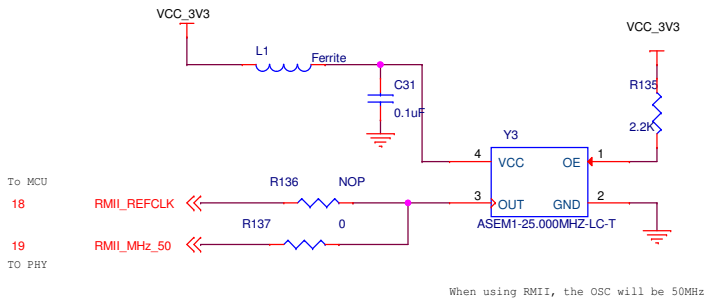 VCC_3V3
VCC_3V3
L1
Ferrite
C31
0.1uF
R135
2.2K
Y3
4 VCC OE 1
3 OUT GND 2
ASEM1-25.000MHZ-LC-T
To MCU
R136 NOP
18 RMII_REFCLK
R137 0
19 RMII_MHz_50
TO PHY
When using RMII, the OSC will be 50MHz